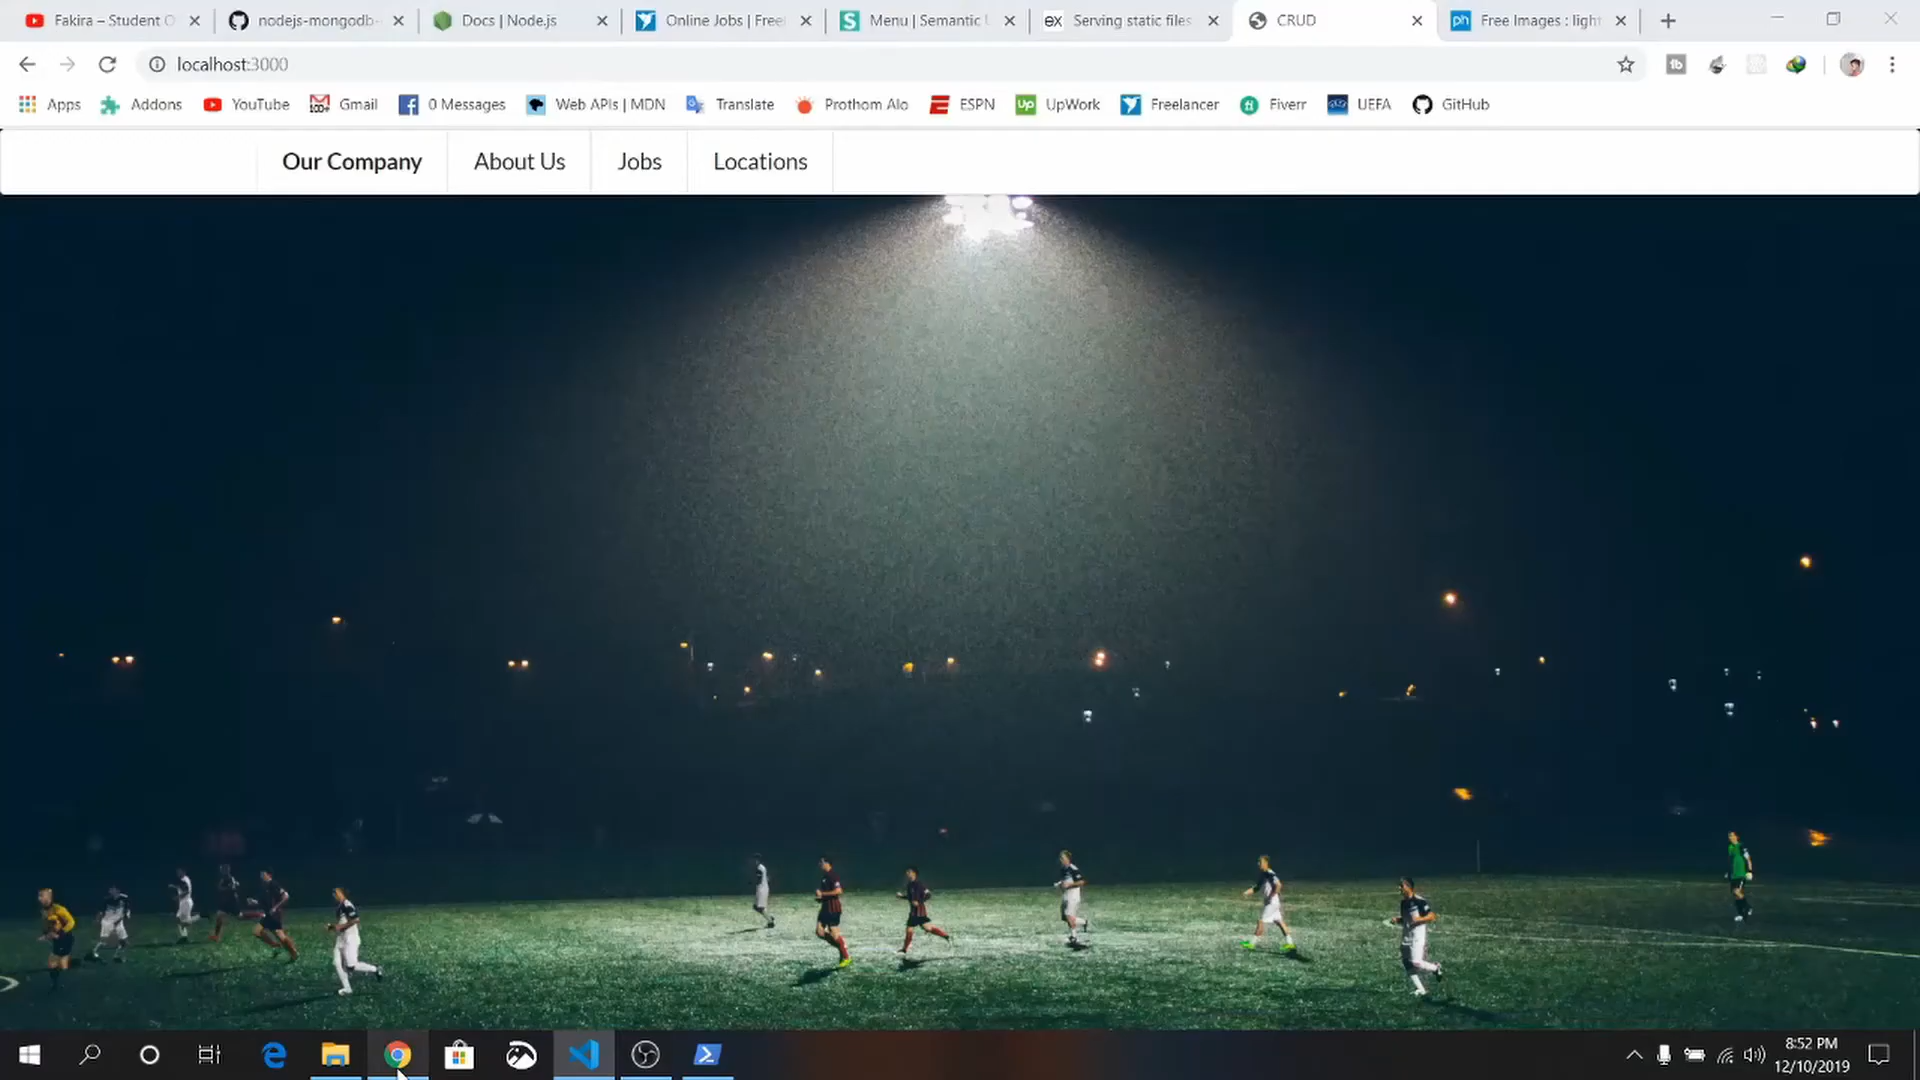 Fakira – Student O
nodejs-mongodb-
Docs | Node.js
Online Jobs | Free
Menu | Semantic
Serving static files
CRUD
Free Images : light
localhost:3000
Apps
Addons
YouTube
Gmail
0 Messages
Web APIs | MDN
Translate
Prothom Alo
ESPN
UpWork
Freelancer
Fiverr
UEFA
GitHub
Our Company
About Us
Jobs
Locations
8:52 PM
12/10/2019